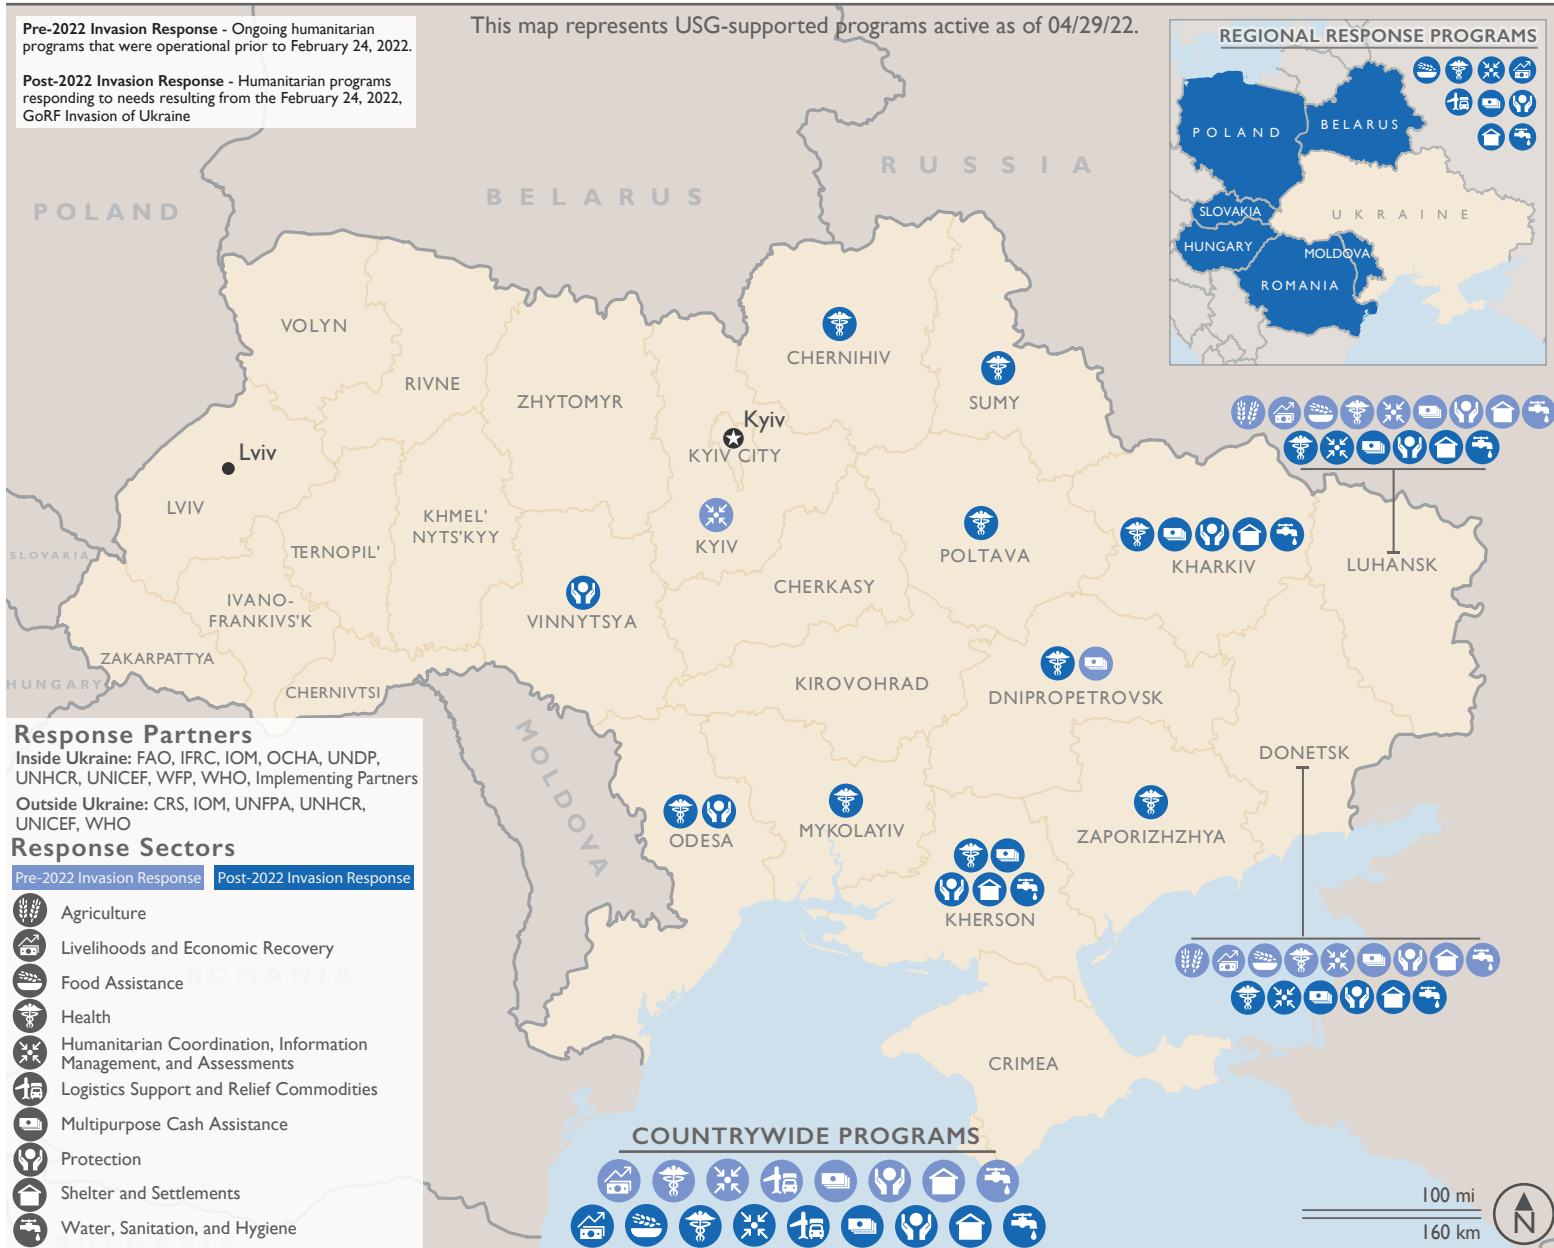 This map represents USG-supported programs active as of 04/29/22.
Pre-2022 Invasion Response - Ongoing humanitarian
programs that were operational prior to February 24, 2022.
Post-2022 Invasion Response - Humanitarian programs
responding to needs resulting from the February 24, 2022,
GoRF Invasion of Ukraine
REGIONAL RESPONSE PROGRAMS
POLAND
BELARUS
UKRAINE
SLOVAKIA
HUNGARY
MOLDOVA
ROMANIA
POLAND
BELARUS
RUSSIA
VOLYN
RIVNE
ZHYTOMYR
CHERNIHIV
SUMY
Kyiv
KYIV CITY
Lviv
LVIV
KHMEL'
NYTS'KYY
TERNOPIL'
KYIV
POLTAVA
KHARKIV
LUHANSK
SLOVAKIA
IVANO-
FRANKIVS'K
VINNYTSYA
CHERKASY
ZAKARPATTYA
HUNGARY
CHERNIVTSI
KIROVOHRAD
DNIPROPETROVSK
DONETSK
MOLDOVA
ODESA
MYKOLAYIV
ZAPORIZHZHYA
KHERSON
CRIMEA
Response Partners
Inside Ukraine: FAO, IFRC, IOM, OCHA, UNDP,
UNHCR, UNICEF, WFP, WHO, Implementing Partners
Outside Ukraine: CRS, IOM, UNFPA, UNHCR,
UNICEF, WHO
Response Sectors
Pre-2022 Invasion Response
Post-2022 Invasion Response
Agriculture
Livelihoods and Economic Recovery
ROMANIA
Food Assistance
Health
Humanitarian Coordination, Information
Management, and Assessments
Logistics Support and Relief Commodities
Multipurpose Cash Assistance
Protection
Shelter and Settlements
Water, Sanitation, and Hygiene
BULGARIA
COUNTRYWIDE PROGRAMS
100 mi
160 km
N